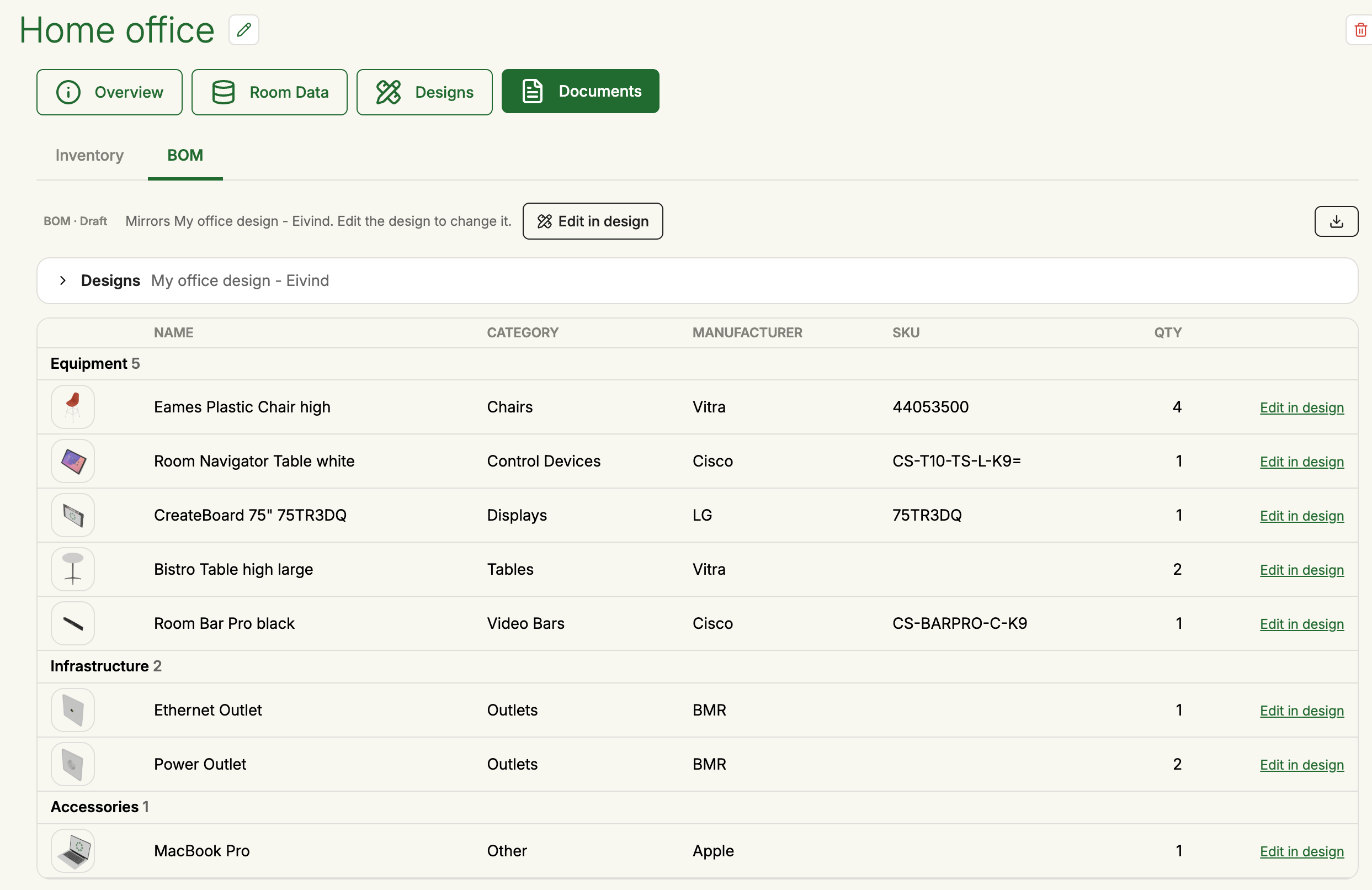 Home office
Overview Room Data Designs Documents
Inventory BOM
BOM · Draft Mirrors My office design - Eivind. Edit the design to change it. Edit in design
Designs My office design - Eivind
NAME CATEGORY MANUFACTURER SKU QTY
Equipment 5
Eames Plastic Chair high Chairs Vitra 44053500 4 Edit in design
Room Navigator Table white Control Devices Cisco CS-T10-TS-L-K9= 1 Edit in design
CreateBoard 75" 75TR3DQ Displays LG 75TR3DQ 1 Edit in design
Bistro Table high large Tables Vitra 2 Edit in design
Room Bar Pro black Video Bars Cisco CS-BARPRO-C-K9 1 Edit in design
Infrastructure 2
Ethernet Outlet Outlets BMR 1 Edit in design
Power Outlet Outlets BMR 2 Edit in design
Accessories 1
MacBook Pro Other Apple 1 Edit in design